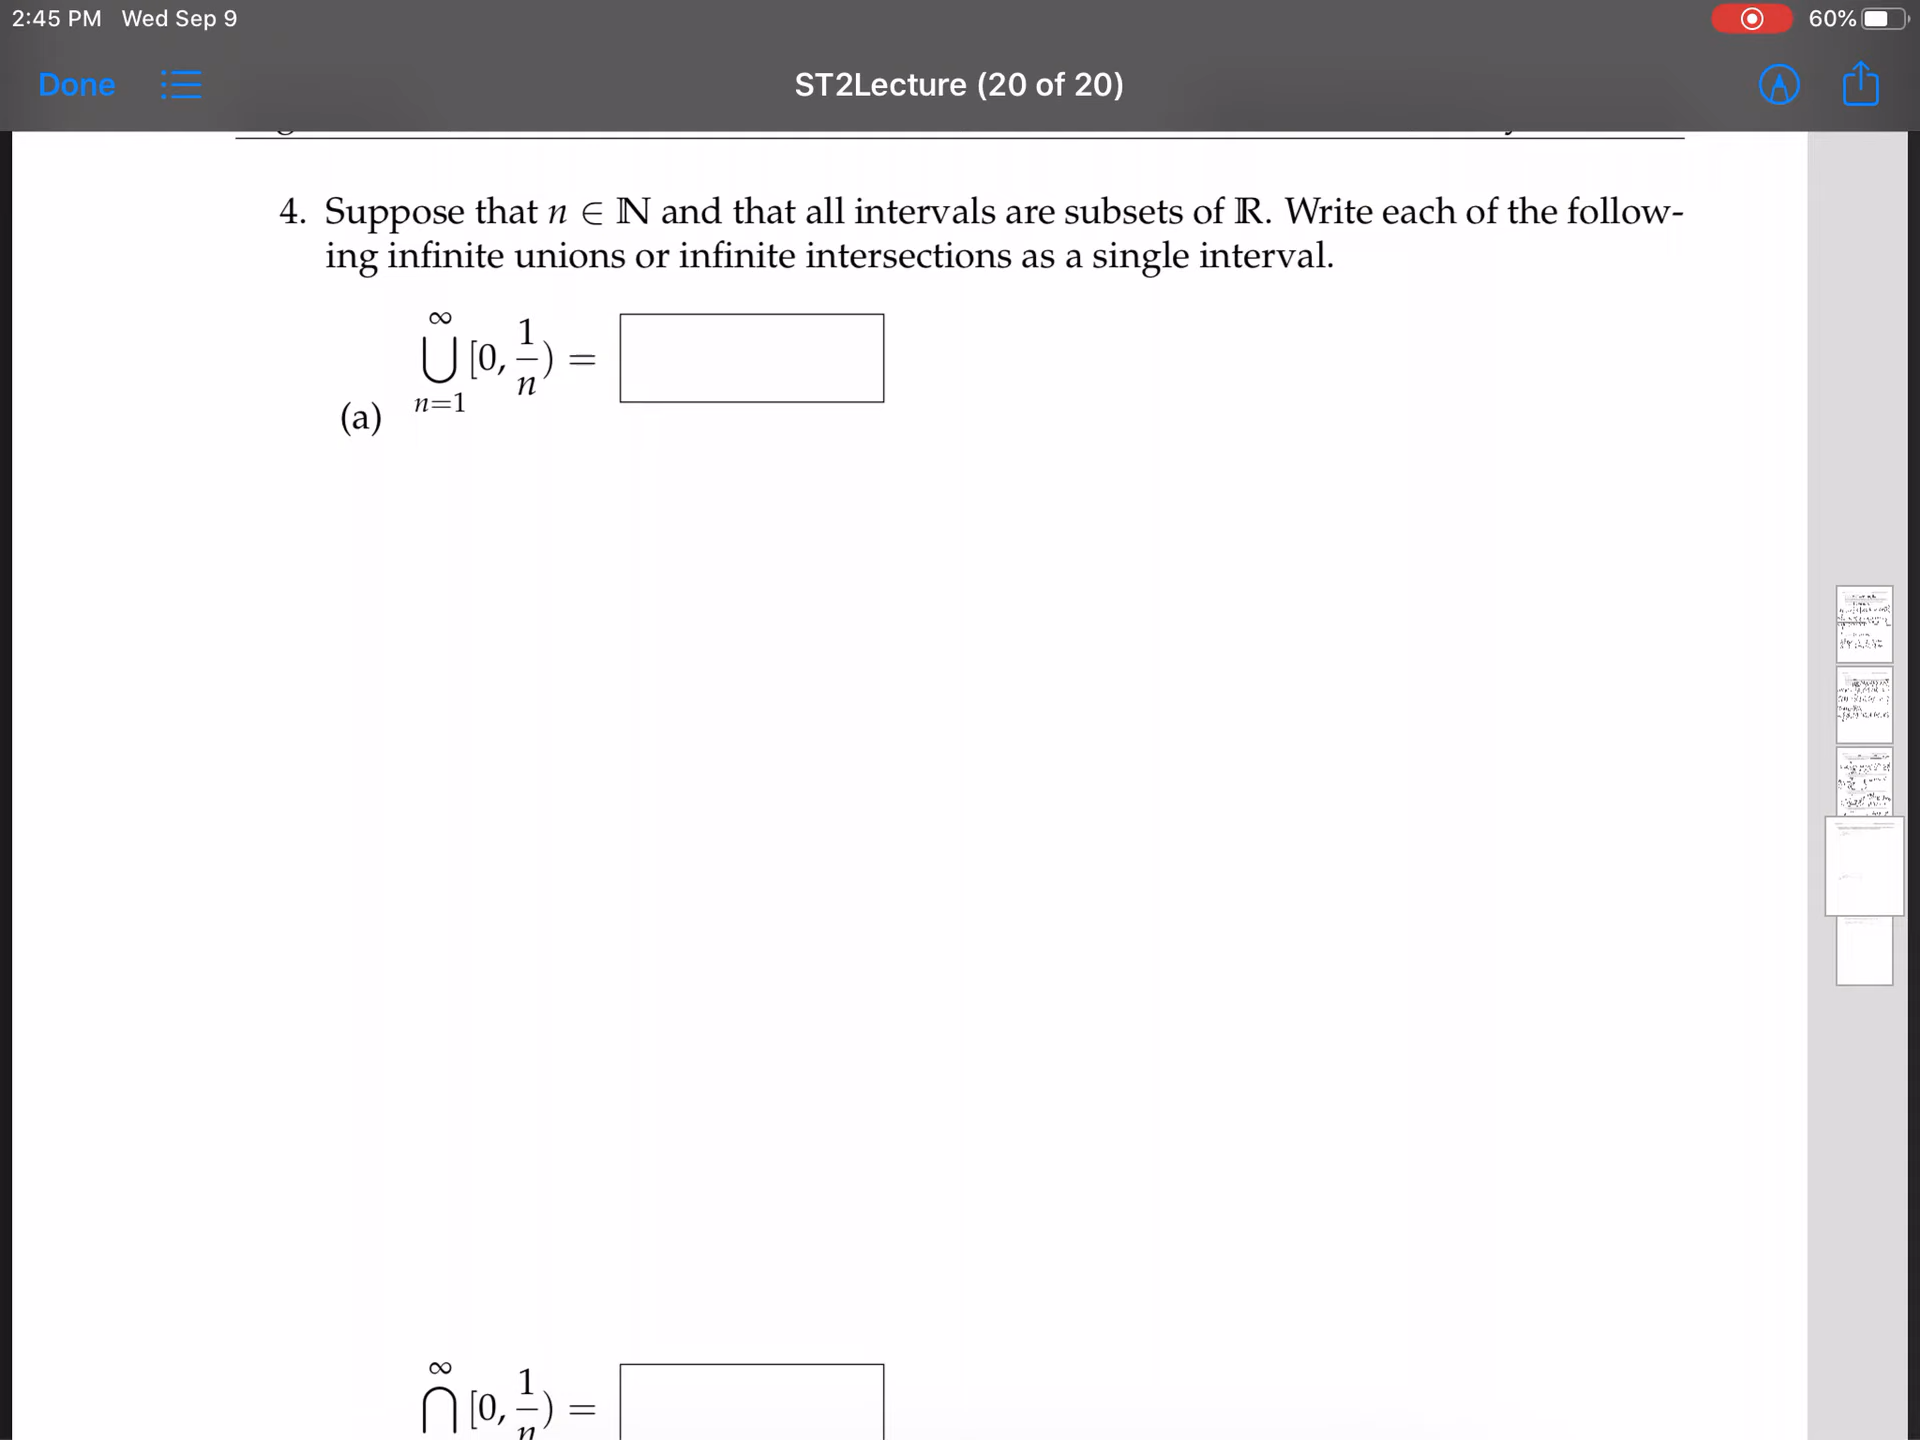 2:45 PM Wed Sep 9
60%
Done
ST2Lecture (20 of 20)
4. Suppose that n ∈ ℕ and that all intervals are subsets of ℝ. Write each of the follow-
ing infinite unions or infinite intersections as a single interval.
(a) ⋃_{n=1}^{∞} [0, 1/n) =
⋂^{∞} [0, 1/n) =